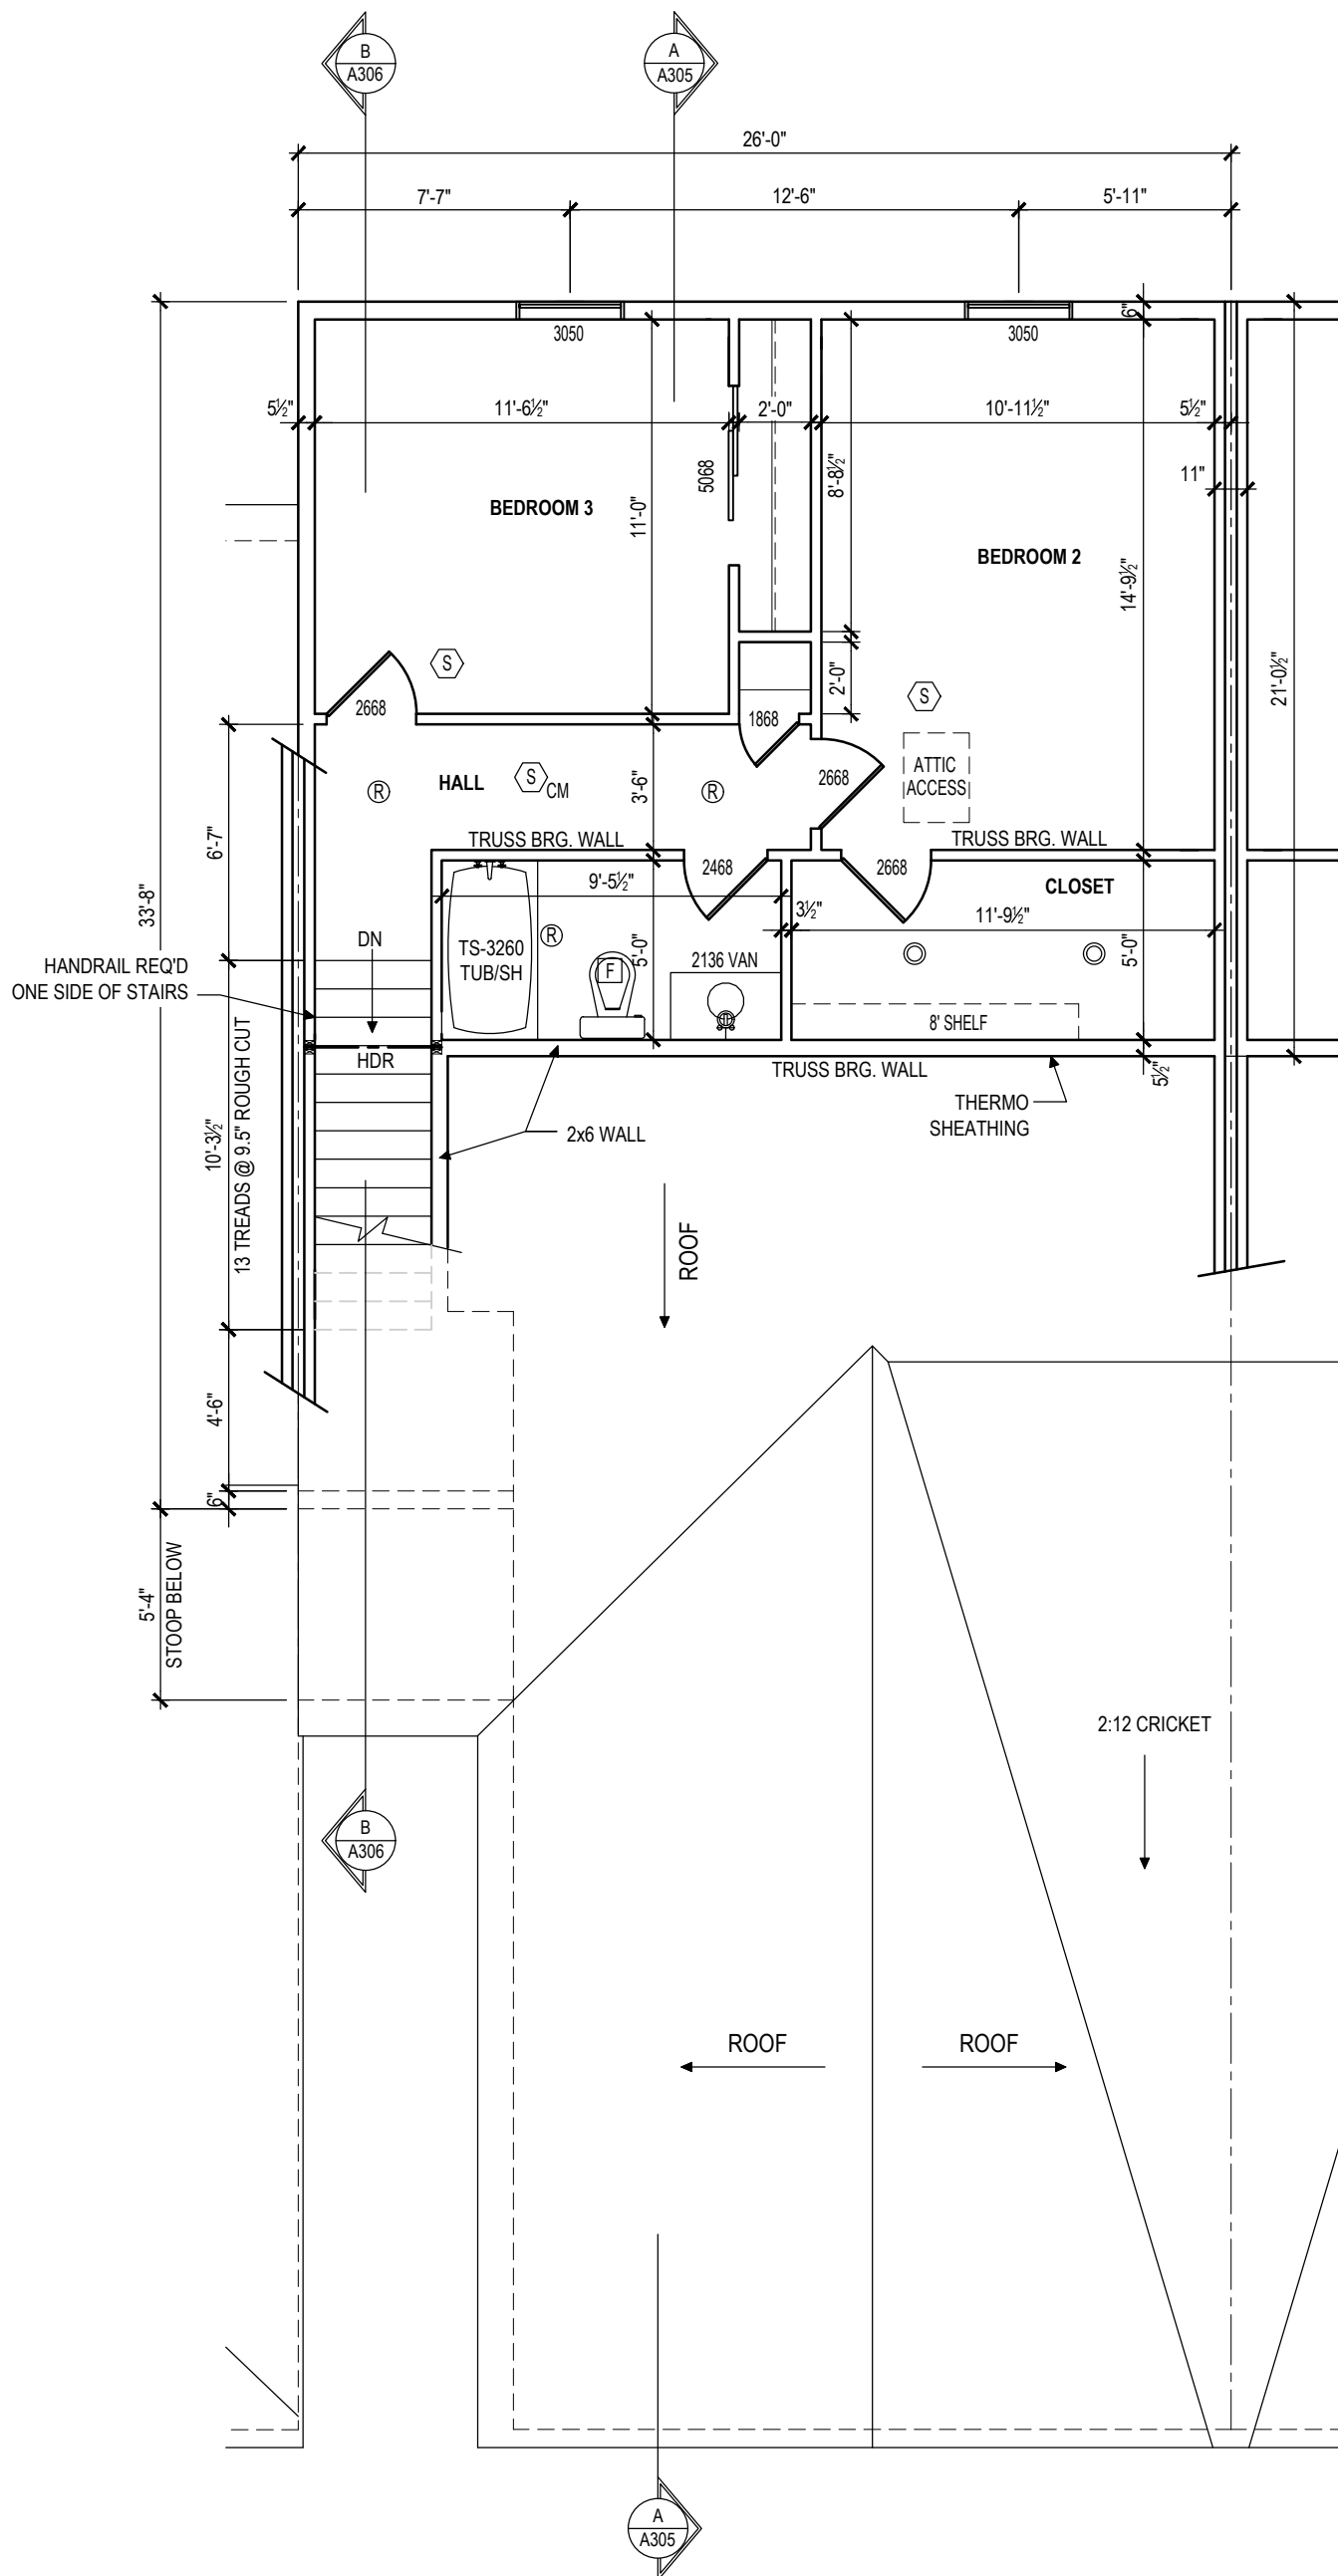 B
A306
A
A305
26'-0"
7'-7"
12'-6"
5'-11"
3050
3050
6"
5½"
11'-6½"
2'-0"
10'-11½"
5½"
11"
5068
8'-8½"
BEDROOM 3
11'-0"
BEDROOM 2
14'-9½"
S
2'-0"
S
21'-0½"
2668
1868
HALL
S
CM
R
R
3'-6"
2668
ATTIC
ACCESS
6'-7"
33'-8"
TRUSS BRG. WALL
TRUSS BRG. WALL
2468
2668
CLOSET
9'-5½"
3½"
11'-9½"
DN
TS-3260
TUB/SH
R
F
5'-0"
2136 VAN
5'-0"
HANDRAIL REQ'D
ONE SIDE OF STAIRS
8' SHELF
HDR
TRUSS BRG. WALL
5½"
THERMO
SHEATHING
2x6 WALL
10'-3½"
13 TREADS @ 9.5" ROUGH CUT
ROOF
4'-6"
6"
5'-4"
STOOP BELOW
2:12 CRICKET
B
A306
ROOF
ROOF
A
A305